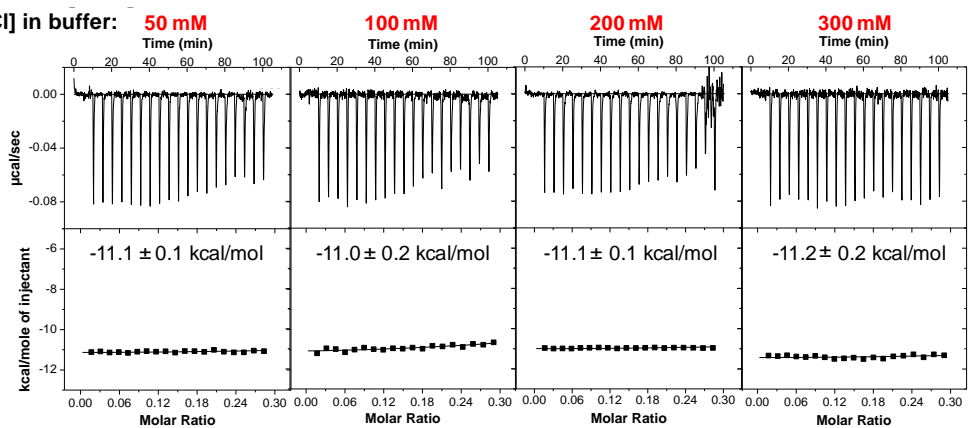 Cl] in buffer: 50 mM 100 mM 200 mM 300 mM
Time (min) Time (min) Time (min) Time (min)
0 20 40 60 80 100 0 20 40 60 80 100 0 20 40 60 80 100 0 20 40 60 80 100
0.00
-0.04
-0.08
µcal/sec
-11.1 ± 0.1 kcal/mol -11.0 ± 0.2 kcal/mol -11.1 ± 0.1 kcal/mol -11.2 ± 0.2 kcal/mol
-6
-8
-10
-12
kcal/mole of injectant
0.00 0.06 0.12 0.18 0.24 0.30 0.00 0.06 0.12 0.18 0.24 0.30 0.00 0.06 0.12 0.18 0.24 0.30 0.00 0.06 0.12 0.18 0.24 0.30
Molar Ratio Molar Ratio Molar Ratio Molar Ratio